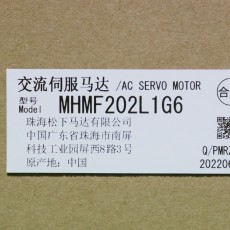 交流伺服马达 /AC SERVO MOTOR 合
型号 Model MHMF202L1G6
珠海松下马达有限公司
中国广东省珠海市南屏
科技工业园屏西8路3号 Q/PMRZ
原产地: 中国 202206